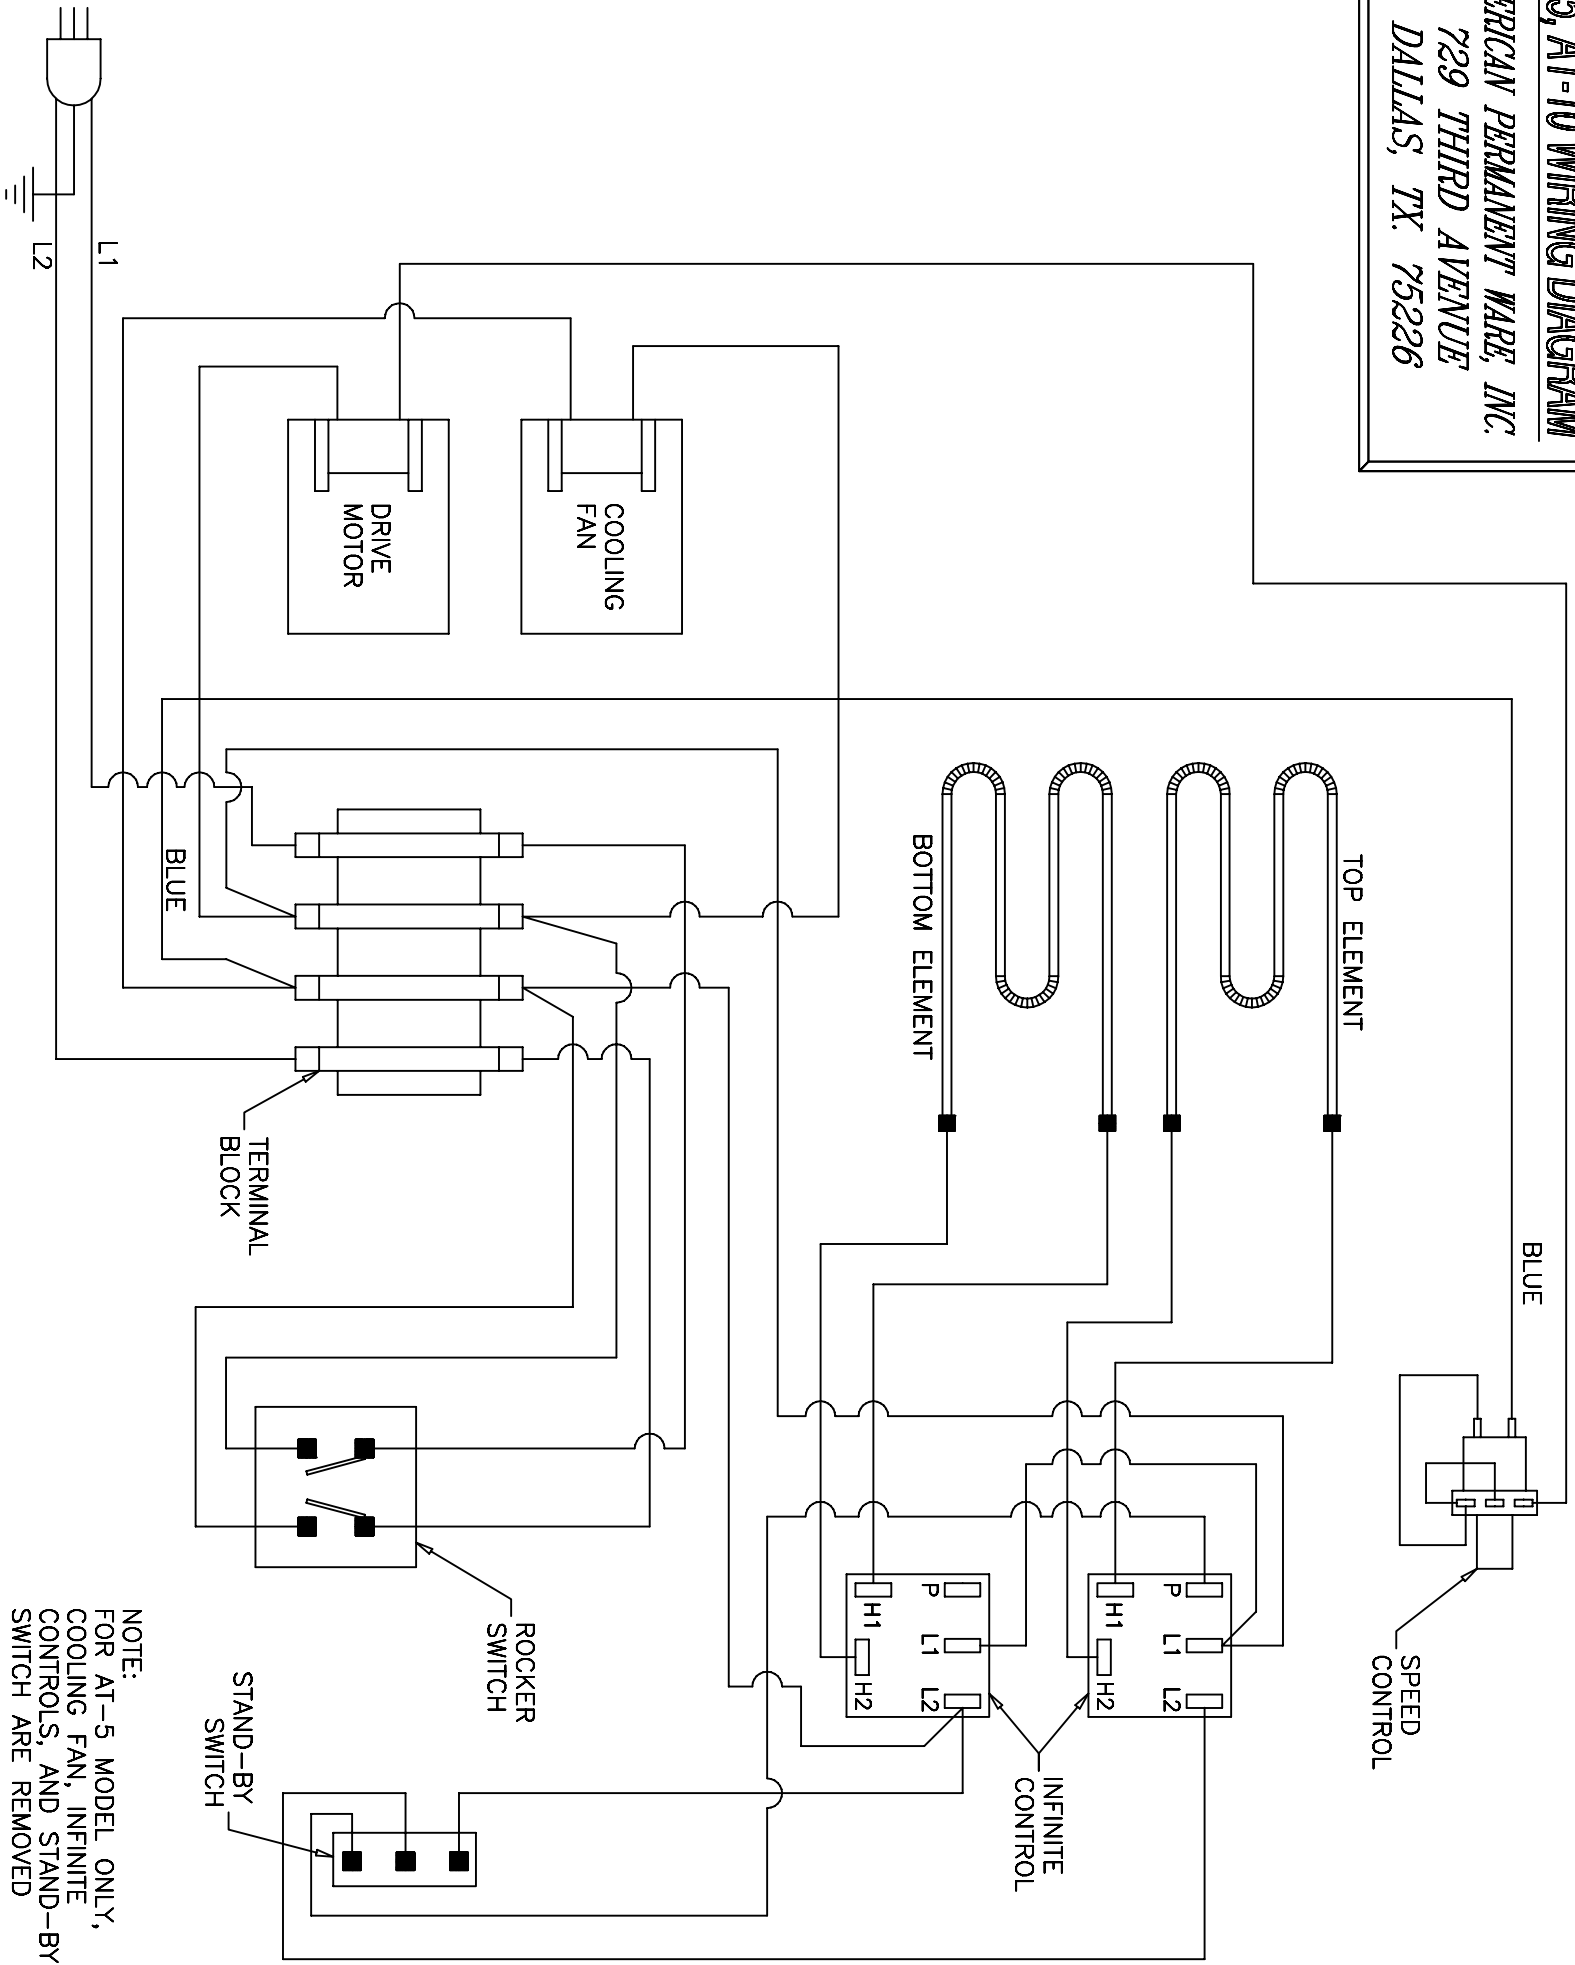 WIRING DIAGRAM
PERMANENT WARE, INC.
729 THIRD AVENUE
DALLAS, TX. 75226
BLUE
SPEED
CONTROL
TOP ELEMENT
BOTTOM ELEMENT
P
L1
L2
H1
H2
P
L1
L2
H1
H2
INFINITE
CONTROL
COOLING
FAN
DRIVE
MOTOR
L1
L2
BLUE
TERMINAL
BLOCK
ROCKER
SWITCH
STAND-BY
SWITCH
NOTE:
FOR AT-5 MODEL ONLY,
COOLING FAN, INFINITE
CONTROLS, AND STAND-BY
SWITCH ARE REMOVED